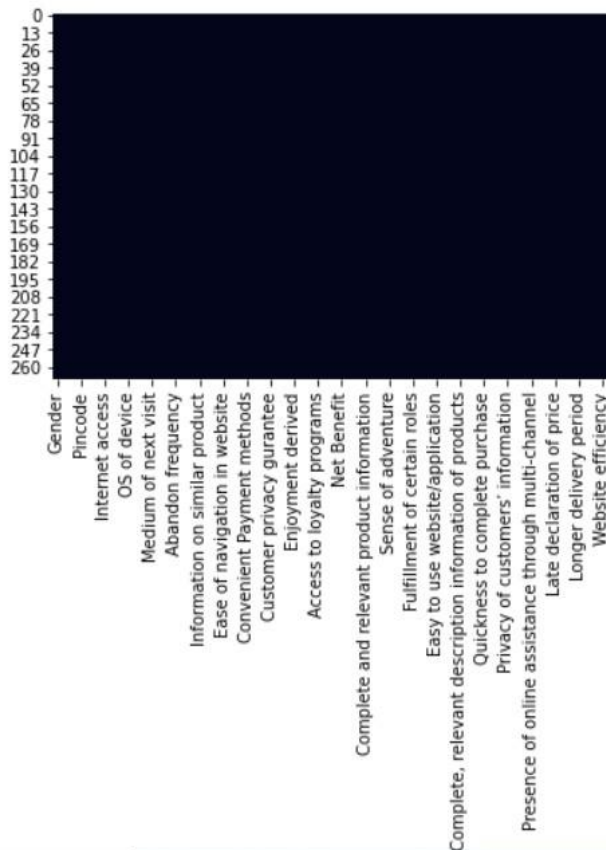 0
13
26
39
52
65
78
91
104
117
130
143
156
169
182
195
208
221
234
247
260
Gender
Pincode
Internet access
OS of device
Medium of next visit
Abandon frequency
Information on similar product
Ease of navigation in website
Convenient Payment methods
Customer privacy gurantee
Enjoyment derived
Access to loyalty programs
Net Benefit
Complete and relevant product information
Sense of adventure
Fulfillment of certain roles
Easy to use website/application
Complete, relevant description information of products
Quickness to complete purchase
Privacy of customers’ information
Presence of online assistance through multi-channel
Late declaration of price
Longer delivery period
Website efficiency